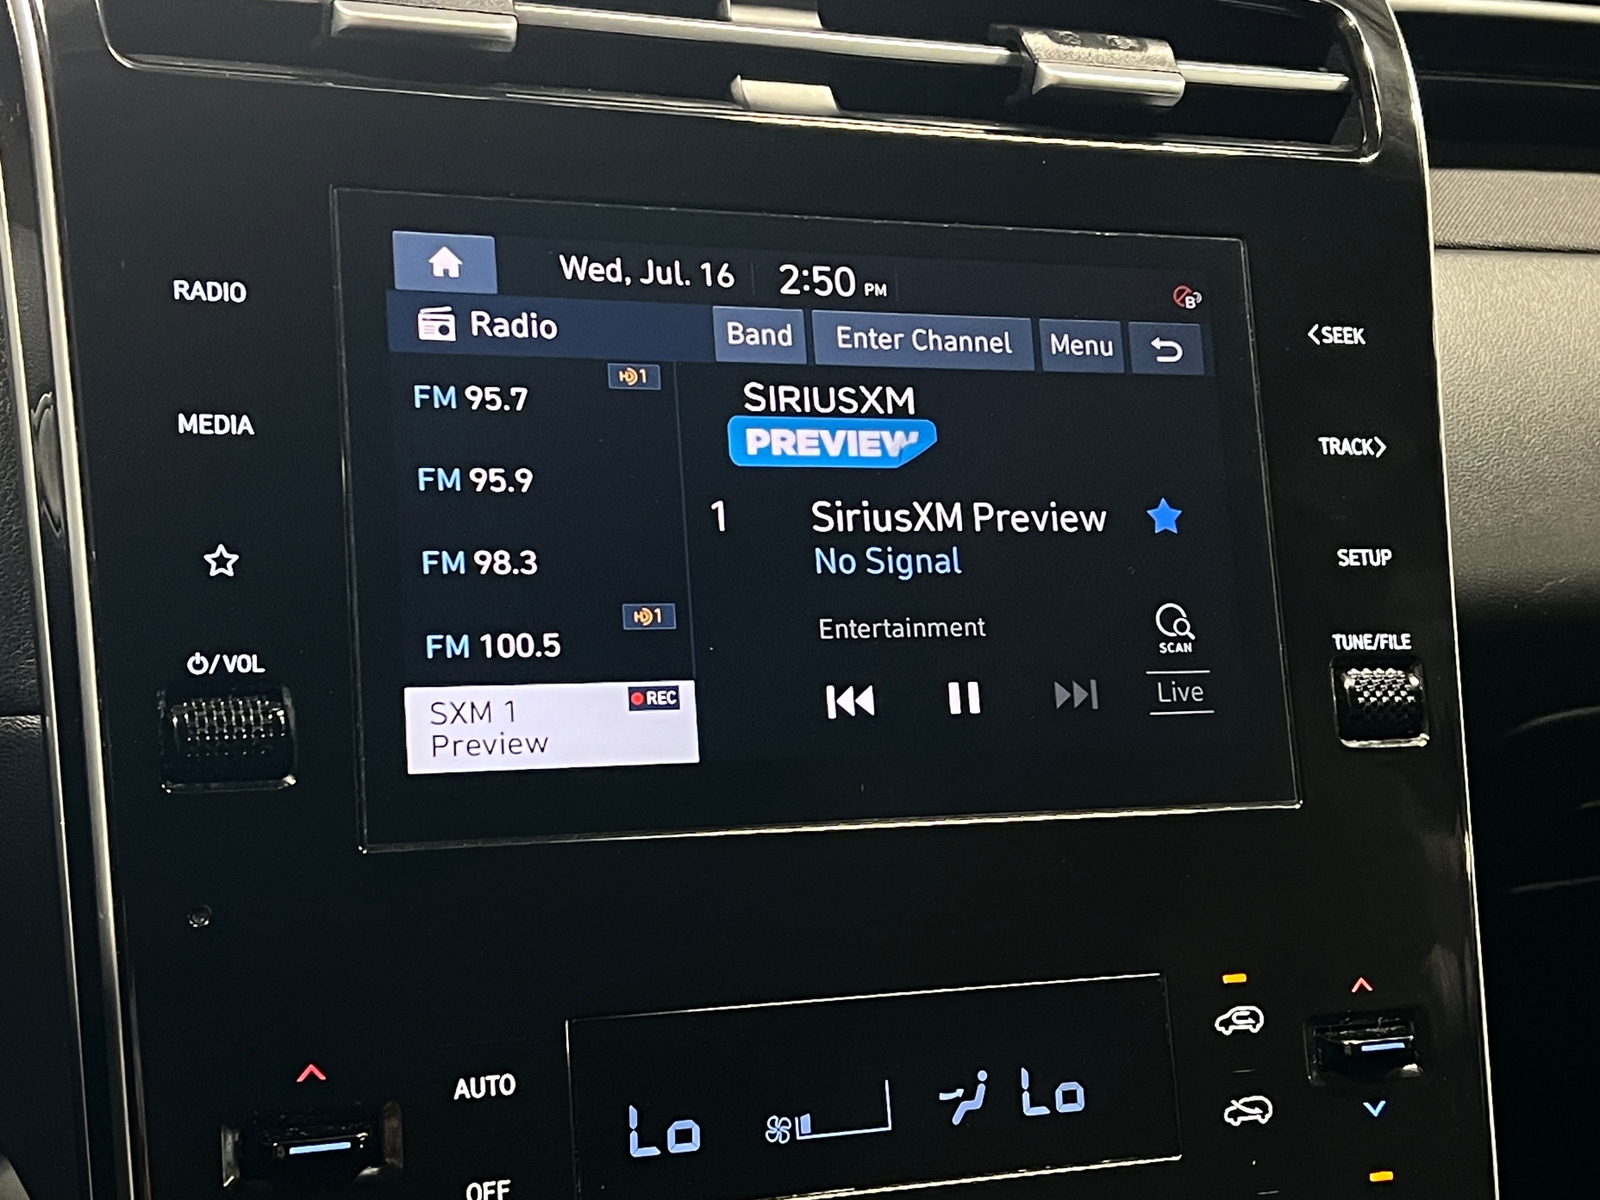 Wed, Jul. 16 2:50 PM
B
RADIO
Radio
Band
Enter Channel
Menu
<SEEK
FM 95.7
HD1
SIRIUSXM
PREVIEW
MEDIA
TRACK>
FM 95.9
1
SiriusXM Preview
No Signal
FM 98.3
SETUP
HD1
Entertainment
SCAN
FM 100.5
TUNE/FILE
/ VOL
SXM 1
REC
Preview
Live
AUTO
Lo
Lo
OFF